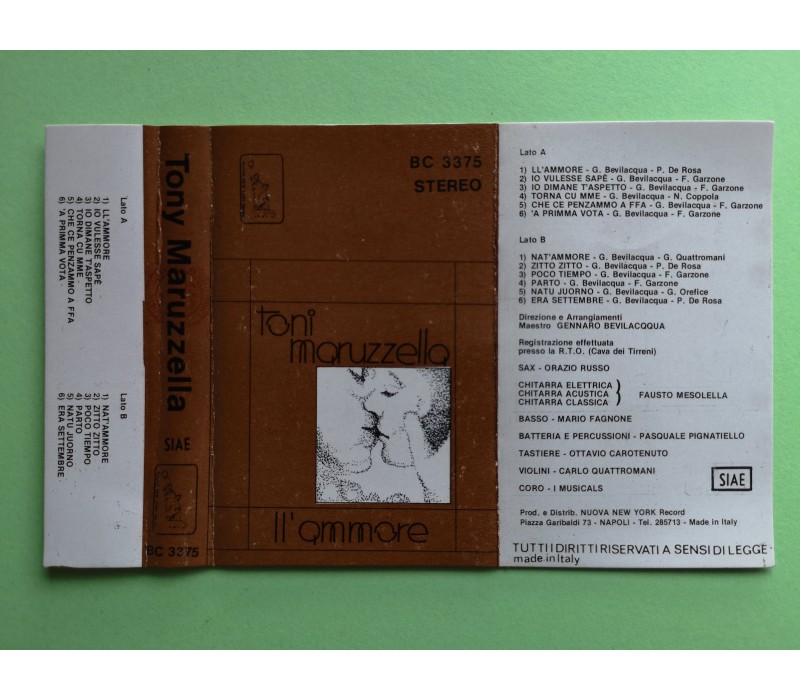 Lato A
1) LL'AMMORE
2) IO VULESSE SAPÈ
3) IO DIMANE T'ASPETTO
4) TORNA CU MME
5) CHE CE PENZAMMO A FFA
6) 'A PRIMMA VOTA
Lato B
1) NAT'AMMORE
2) ZITTO ZITTO
3) POCO TIEMPO
4) PARTO
5) NATU JUORNO
6) ERA SETTEMBRE
Tony Maruzzella
SIAE
BC 3375
BC 3375
STEREO
toni
maruzzella
ll'ammore
Lato A
1) LL'AMMORE - G. Bevilacqua - P. De Rosa
2) IO VULESSE SAPÈ - G. Bevilacqua - F. Garzone
3) IO DIMANE T'ASPETTO - G. Bevilacqua - F. Garzone
4) TORNA CU MME - G. Bevilacqua - N. Coppola
5) CHE CE PENZAMMO A FFA - G. Bevilacqua - F. Garzone
6) 'A PRIMMA VOTA - G. Bevilacqua - F. Garzone
Lato B
1) NAT'AMMORE - G. Bevilacqua - G. Quattromani
2) ZITTO ZITTO - G. Bevilacqua - P. De Rosa
3) POCO TIEMPO - G. Bevilacqua - F. Garzone
4) PARTO - G. Bevilacqua - F. Garzone
5) NATU JUORNO - G. Bevilacqua - G. Orefice
6) ERA SETTEMBRE - G. Bevilacqua - P. De Rosa
Direzione e Arrangiamenti
Maestro GENNARO BEVILACQQUA
Registrazione effettuata
presso la R.T.O. (Cava dei Tirreni)
SAX - ORAZIO RUSSO
CHITARRA ELETTRICA
CHITARRA ACUSTICA
CHITARRA CLASSICA
FAUSTO MESOLELLA
BASSO - MARIO FAGNONE
BATTERIA E PERCUSSIONI - PASQUALE PIGNATIELLO
TASTIERE - OTTAVIO CAROTENUTO
VIOLINI - CARLO QUATTROMANI
CORO - I MUSICALS
SIAE
Prod. e Distrib. NUOVA NEW YORK Record
Piazza Garibaldi 73 - NAPOLI - Tel. 285713 - Made in Italy
TUTTI I DIRITTI RISERVATI A SENSI DI LEGGE
made in Italy